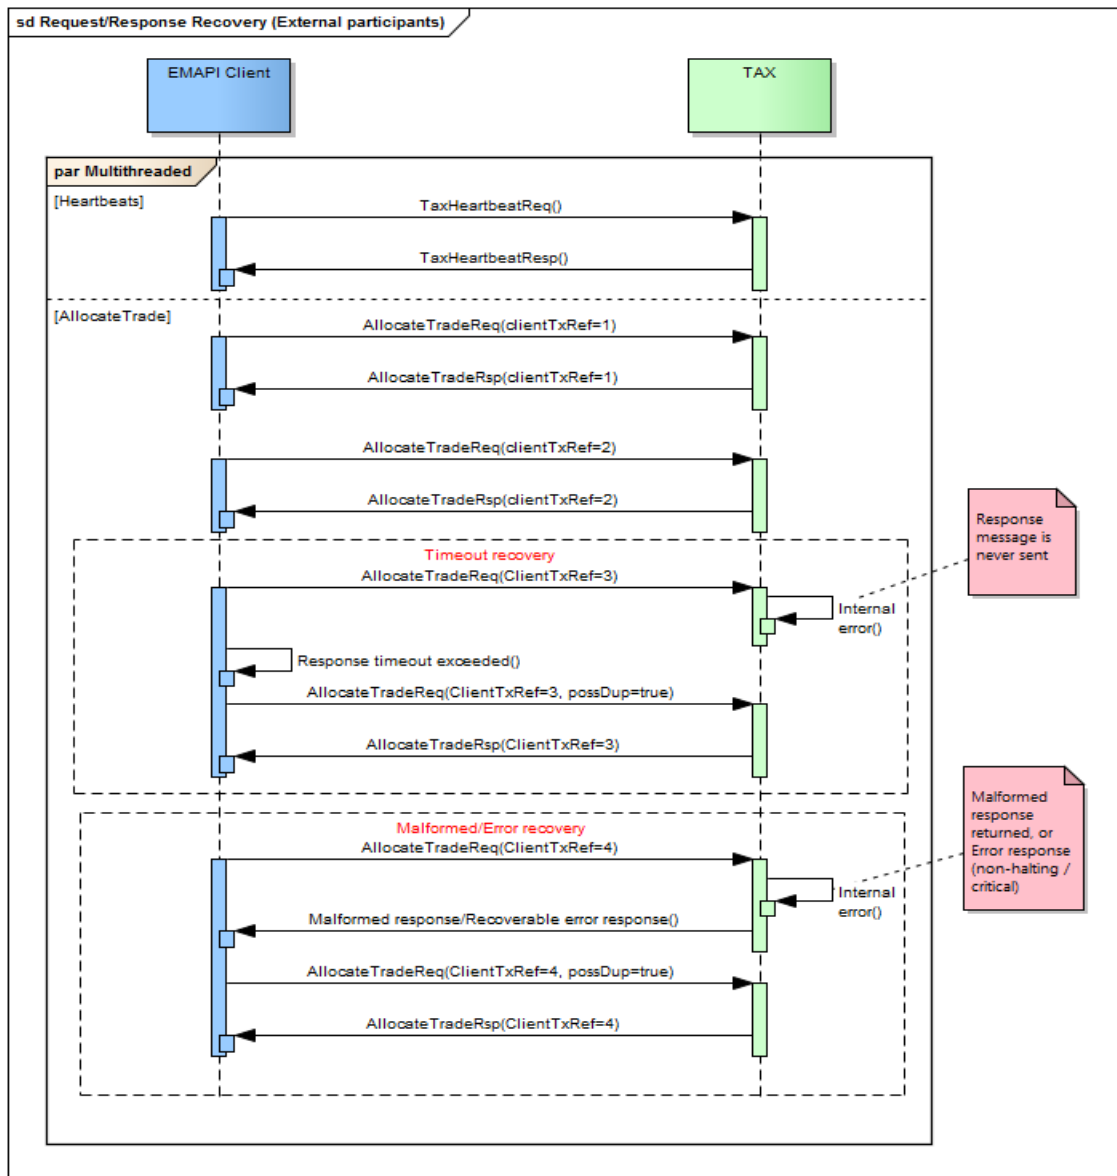 sd Request/Response Recovery (External participants)
EMAPI Client
TAX
par Multithreaded
[Heartbeats]
TaxHeartbeatReq()
TaxHeartbeatResp()
[AllocateTrade]
AllocateTradeReq(clientTxRef=1)
AllocateTradeRsp(clientTxRef=1)
AllocateTradeReq(clientTxRef=2)
AllocateTradeRsp(clientTxRef=2)
Response
message is
never sent
Timeout recovery
AllocateTradeReq(ClientTxRef=3)
Internal
error()
Response timeout exceeded()
AllocateTradeReq(ClientTxRef=3, possDup=true)
AllocateTradeRsp(ClientTxRef=3)
Malformed
response
returned, or
Error response
(non-halting /
critical)
Malformed/Error recovery
AllocateTradeReq(ClientTxRef=4)
Internal
error()
Malformed response/Recoverable error response()
AllocateTradeReq(ClientTxRef=4, possDup=true)
AllocateTradeRsp(ClientTxRef=4)